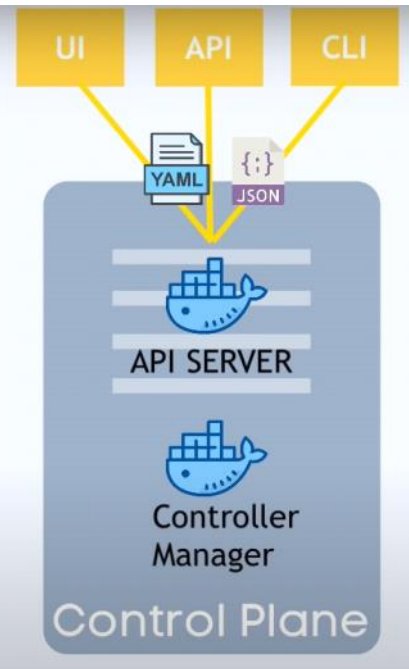 UI
API
CLI
YAML
{;}
JSON
API SERVER
Controller
Manager
Control Plane